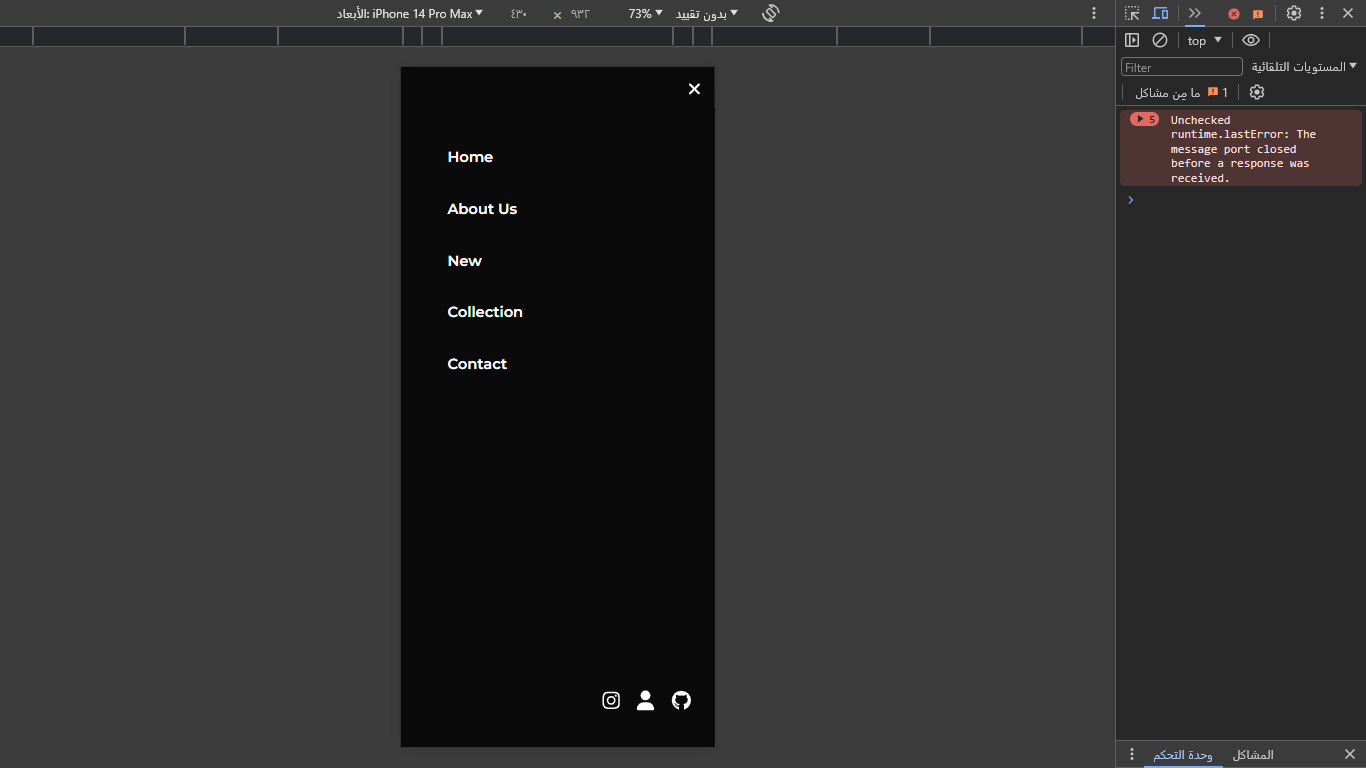 الأبعاد: iPhone 14 Pro Max
٤٣٠ × ٩٣٢
73%
بدون تقييد
top
Filter
المستويات التلقائية
ما من مشاكل 1
5 Unchecked
runtime.lastError: The
message port closed
before a response was
received.
Home
About Us
New
Collection
Contact
وحدة التحكم
المشاكل